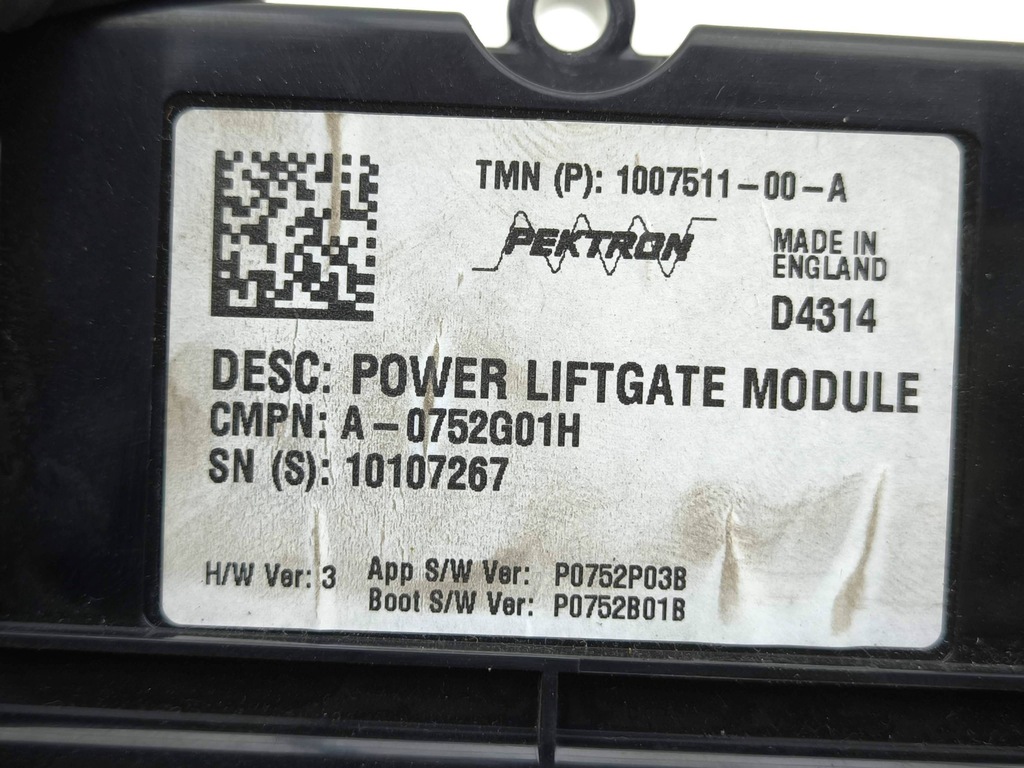 TMN (P): 1007511-00-A
PEKTRON
MADE IN
ENGLAND
D4314
DESC: POWER LIFTGATE MODULE
CMPN: A-0752G01H
SN (S): 10107267
H/W Ver: 3 App S/W Ver: P0752P03B
Boot S/W Ver: P0752B01B